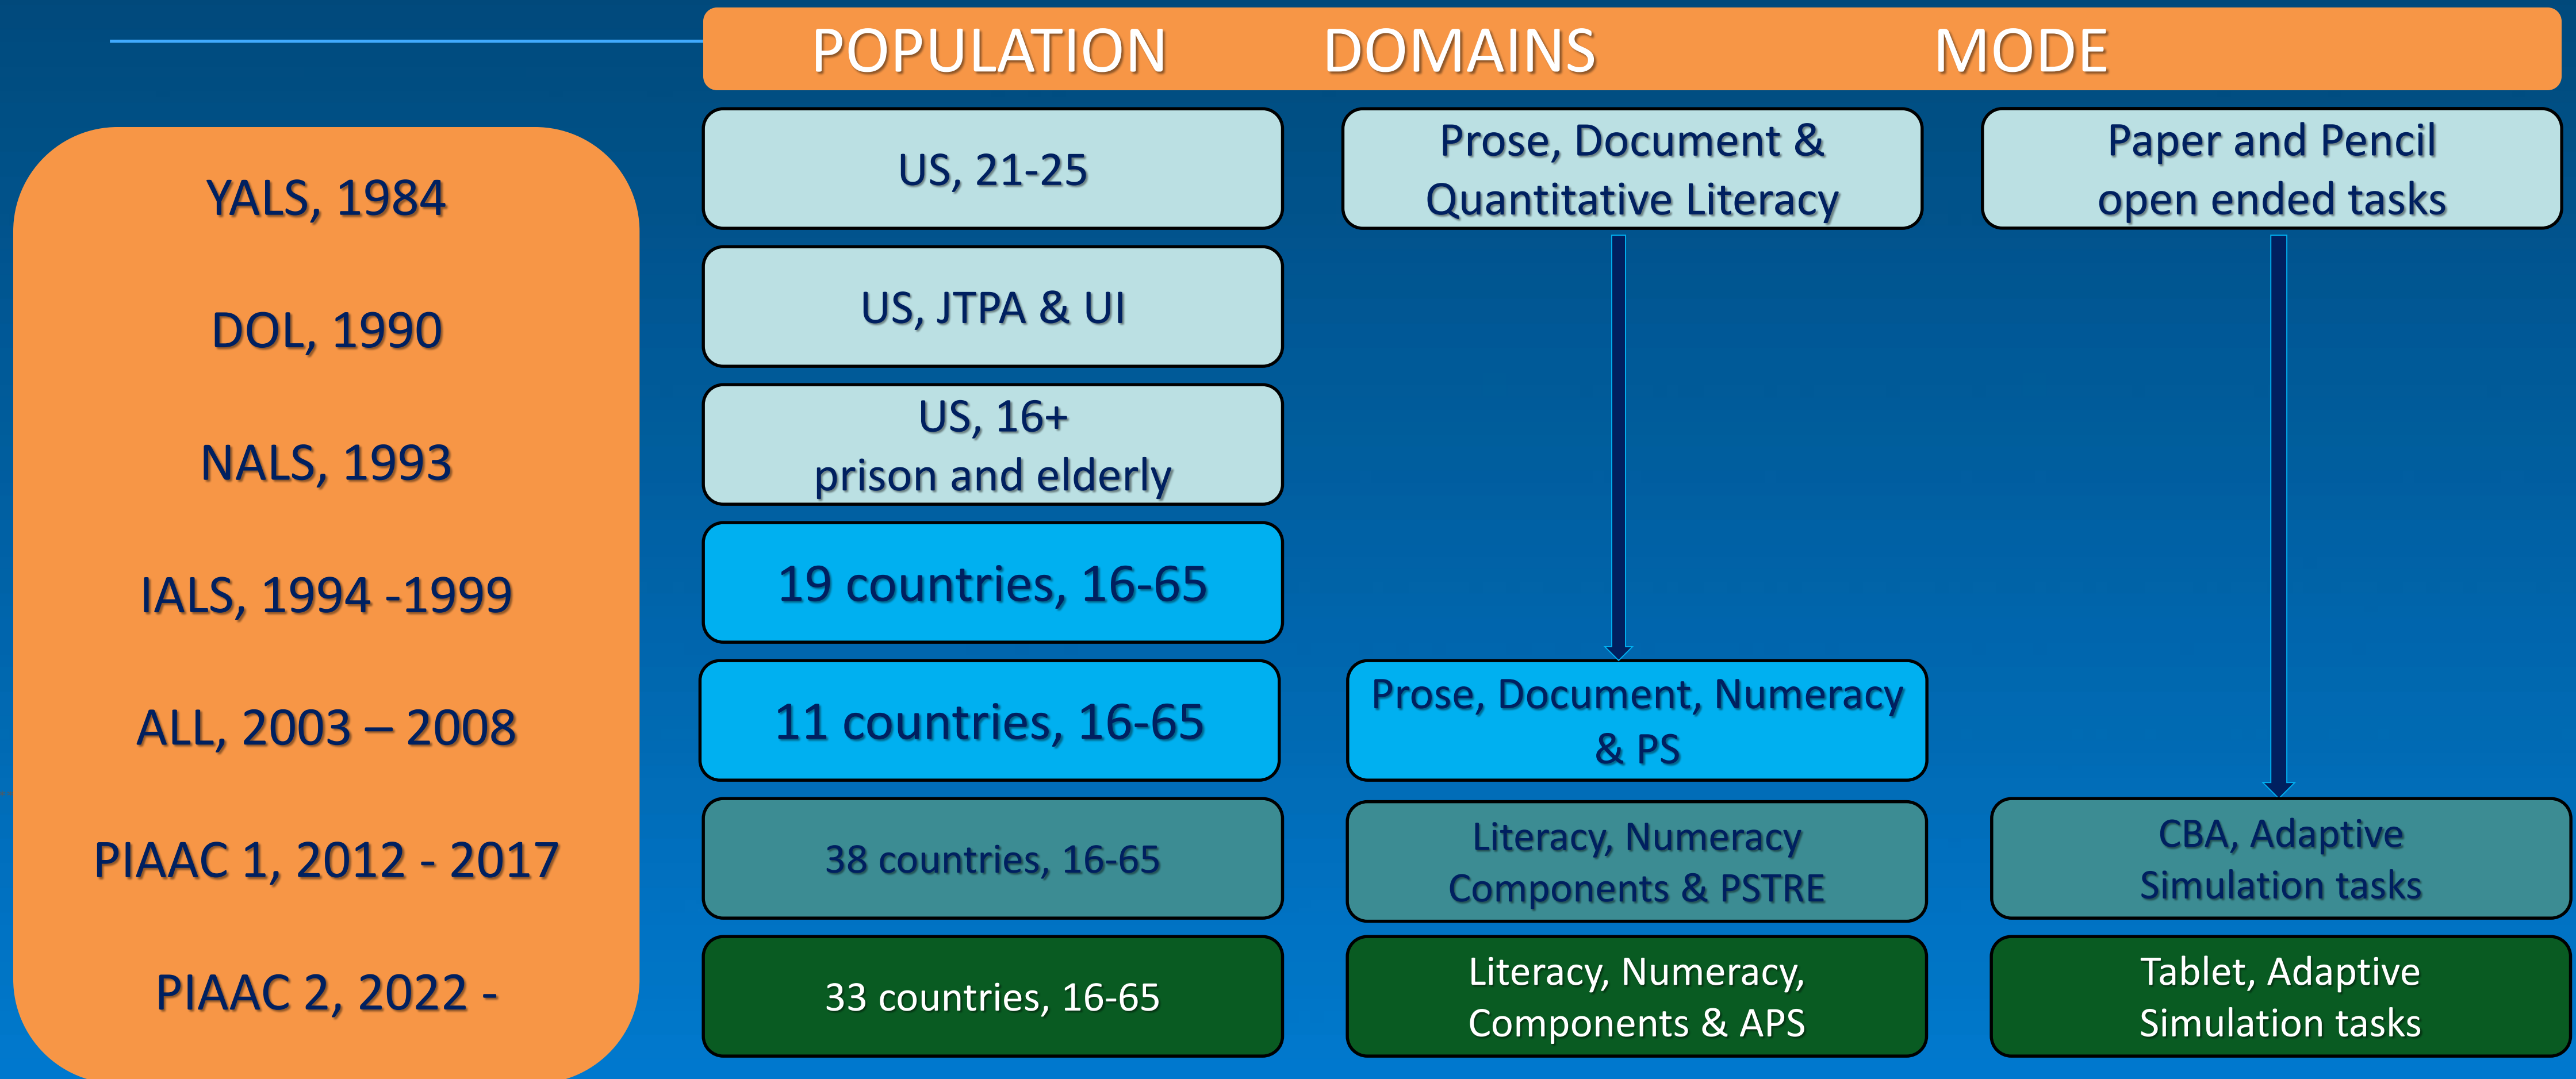 POPULATION DOMAINS MODE
YALS, 1984
US, 21-25
Prose, Document &
Quantitative Literacy
Paper and Pencil
open ended tasks
DOL, 1990
US, JTPA & UI
NALS, 1993
US, 16+
prison and elderly
IALS, 1994 -1999
19 countries, 16-65
ALL, 2003 – 2008
11 countries, 16-65
Prose, Document, Numeracy
& PS
PIAAC 1, 2012 - 2017
38 countries, 16-65
Literacy, Numeracy
Components & PSTRE
CBA, Adaptive
Simulation tasks
PIAAC 2, 2022 -
33 countries, 16-65
Literacy, Numeracy,
Components & APS
Tablet, Adaptive
Simulation tasks